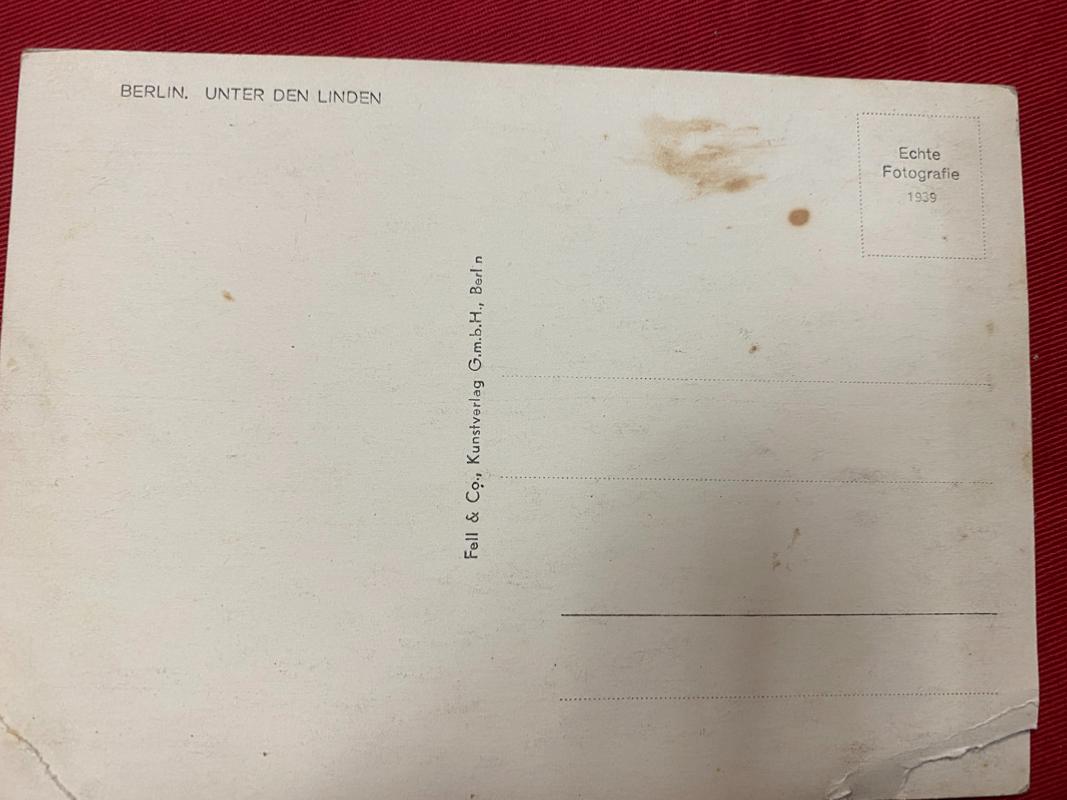 BERLIN. UNTER DEN LINDEN
Echte
Fotografie
1939
Fell & Co., Kunstverlag G.m.b.H., Berl n